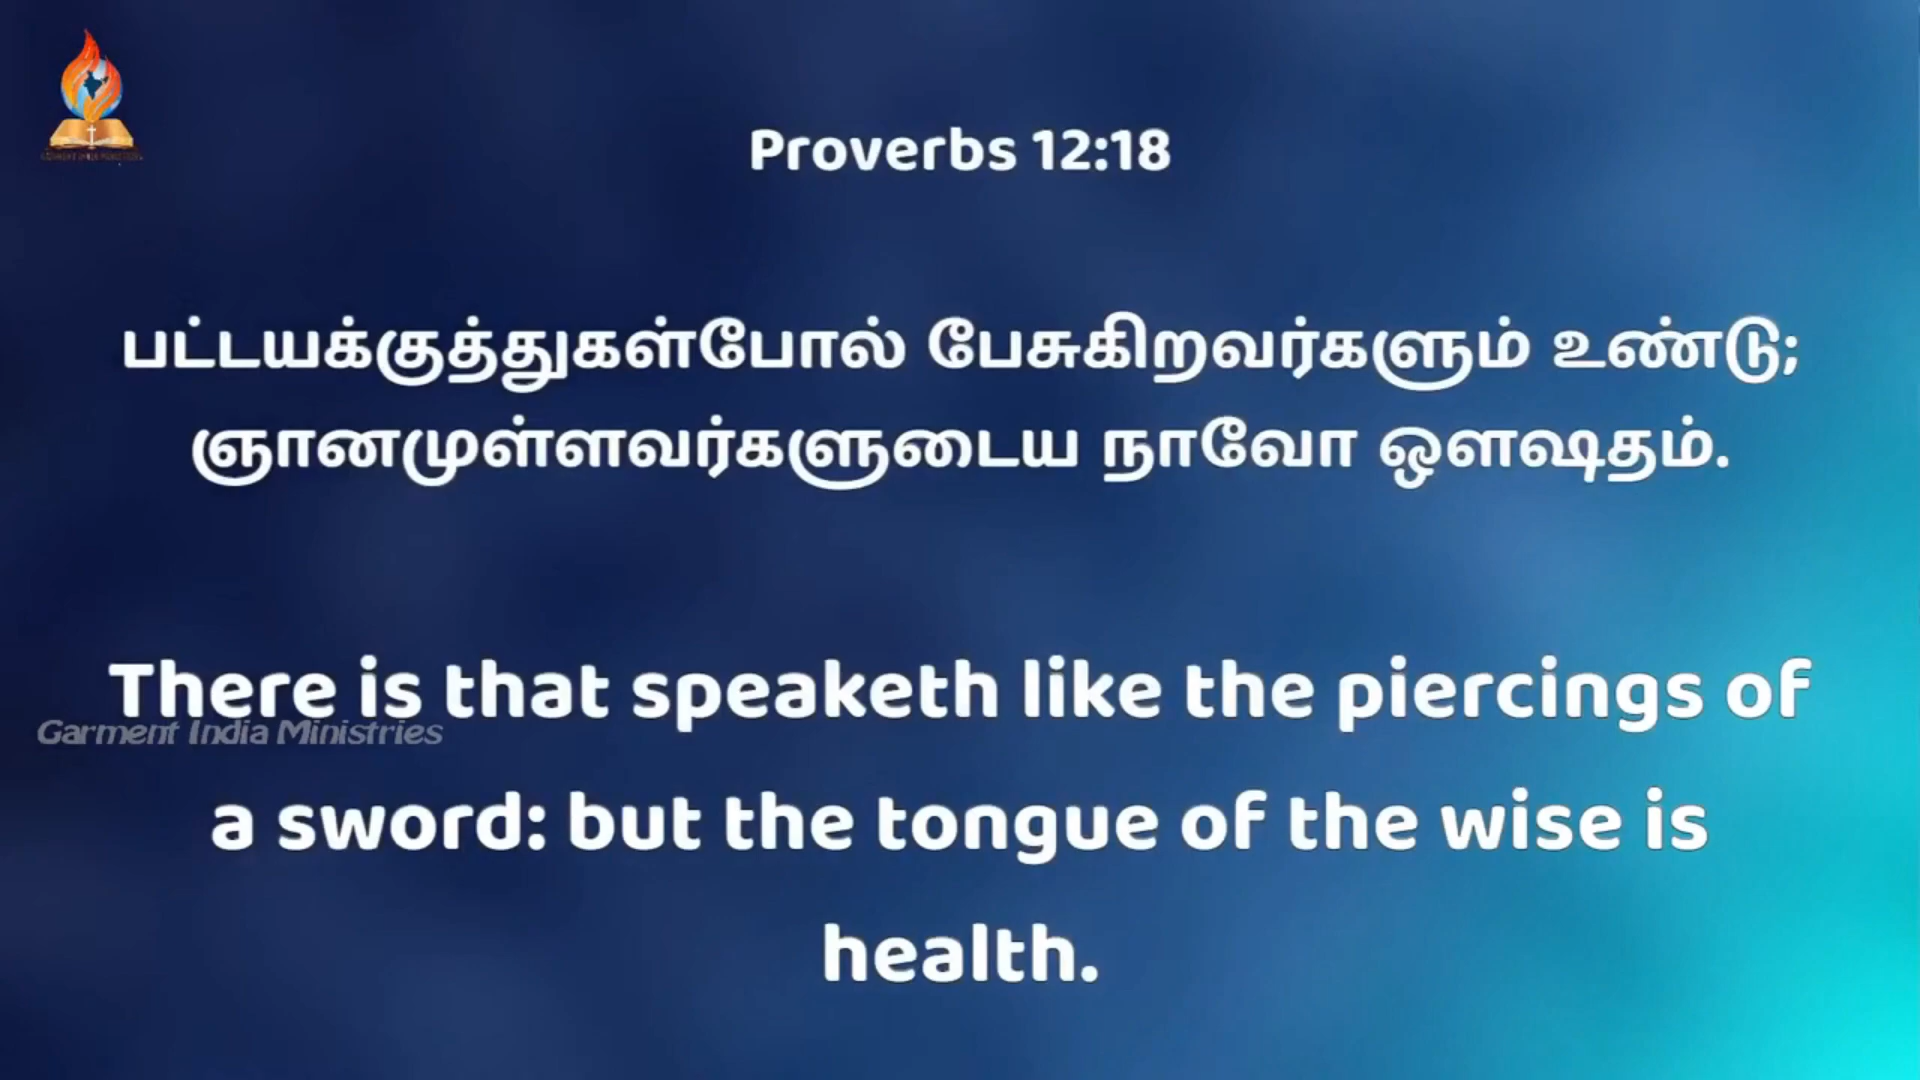 Proverbs 12:18
பட்டயக்குத்துகள்போல் பேசுகிறவர்களும் உண்டு;
ஞானமுள்ளவர்களுடைய நாவோ ஔஷதம்.
There is that speaketh like the piercings of
Garment India Ministries
a sword: but the tongue of the wise is
health.